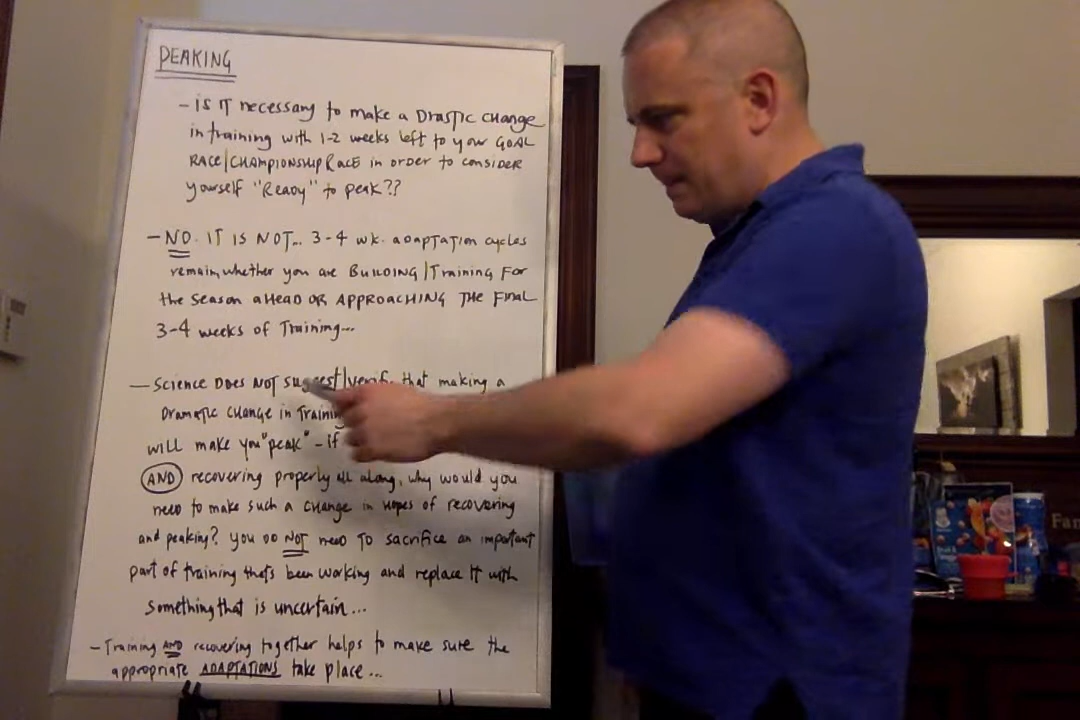 PEAKING
- IS IT necessary to make a DRASTIC CHANGE
in training with 1-2 weeks left to your GOAL
RACE/CHAMPIONSHIP RACE in order to consider
yourself "Ready" to peak??
- NO. IT IS NOT... 3-4 wk. adaptation cycles
remain, whether you are BUILDING/Training FOR
the season aHEAD OR APPROACHING THE FINAL
3-4 weeks of Training...
- Science DOES NOT suggest/verify that making a
Dramatic change in Training
will make you "peak" - if
AND recovering properly all along, why would you
need to make such a change in hopes of recovering
and peaking? you DO NOT need TO sacrifice an important
part of training thats been working and replace IT with
something that is uncertain...
- Training AND recovering together helps to make sure the
appropriate ADAPTATIONS take place...
Fam